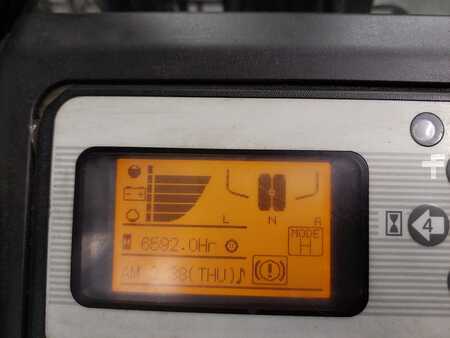 L N R
MODE
H
6592.0Hr
AM :38(THU)
4